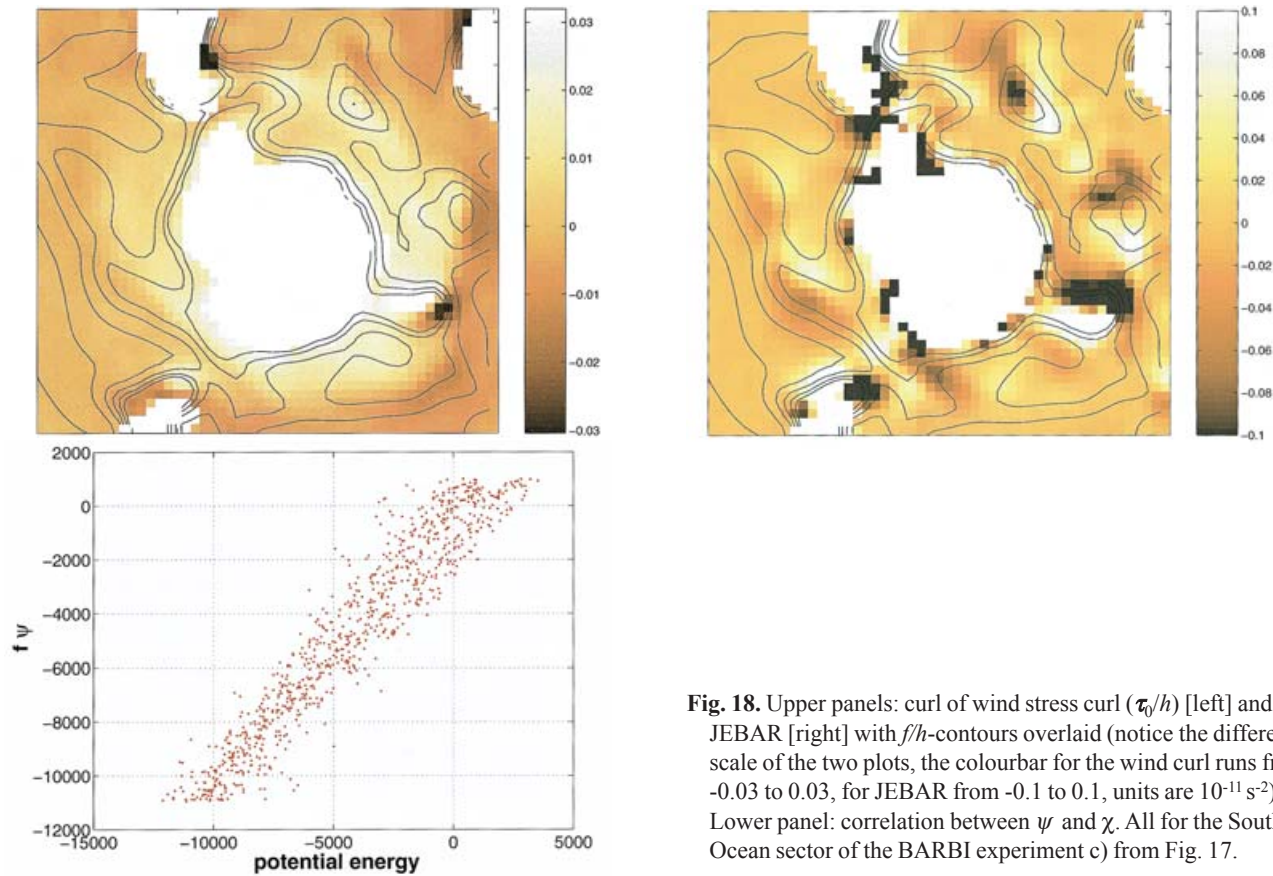 0.03
0.02
0.01
0
−0.01
−0.02
−0.03
0.1
0.08
0.06
0.04
0.02
0
−0.02
−0.04
−0.06
−0.08
−0.1
2000
0
−2000
−4000
−6000
−8000
−10000
−12000
f ψ
−15000 −10000 −5000 0 5000
potential energy
Fig. 18. Upper panels: curl of wind stress curl (τ₀/h) [left] and
JEBAR [right] with f/h-contours overlaid (notice the differe
scale of the two plots, the colourbar for the wind curl runs f
-0.03 to 0.03, for JEBAR from -0.1 to 0.1, units are 10⁻¹¹ s⁻²)
Lower panel: correlation between ψ and χ. All for the Sout
Ocean sector of the BARBI experiment c) from Fig. 17.